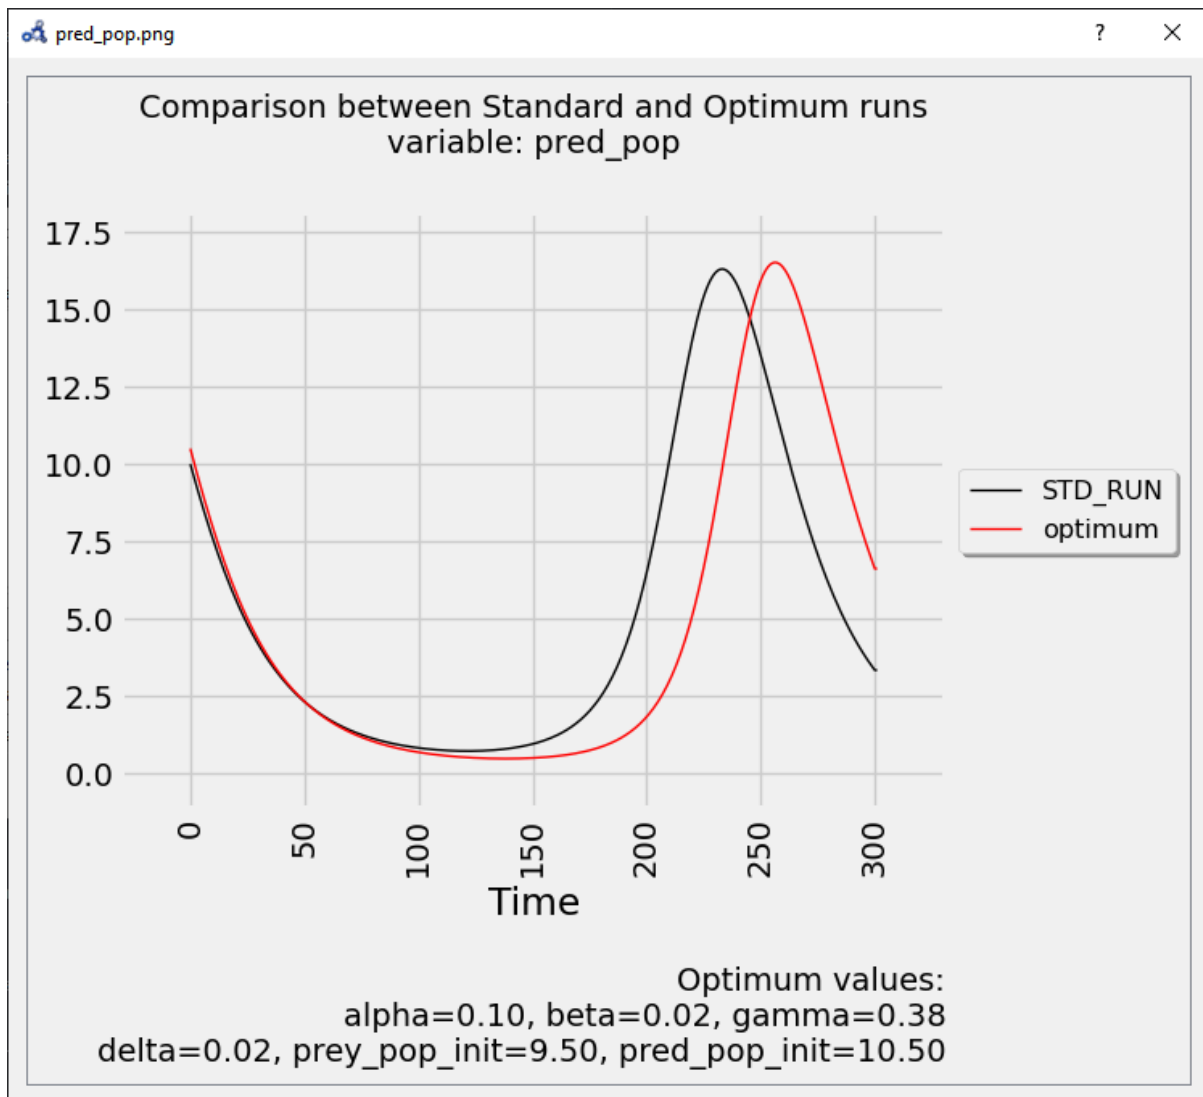 pred_pop.png
?
Comparison between Standard and Optimum runs
variable: pred_pop
17.5
15.0
12.5
10.0
7.5
5.0
2.5
0.0
0
50
100
150
200
250
300
Time
STD_RUN
optimum
Optimum values:
alpha=0.10, beta=0.02, gamma=0.38
delta=0.02, prey_pop_init=9.50, pred_pop_init=10.50